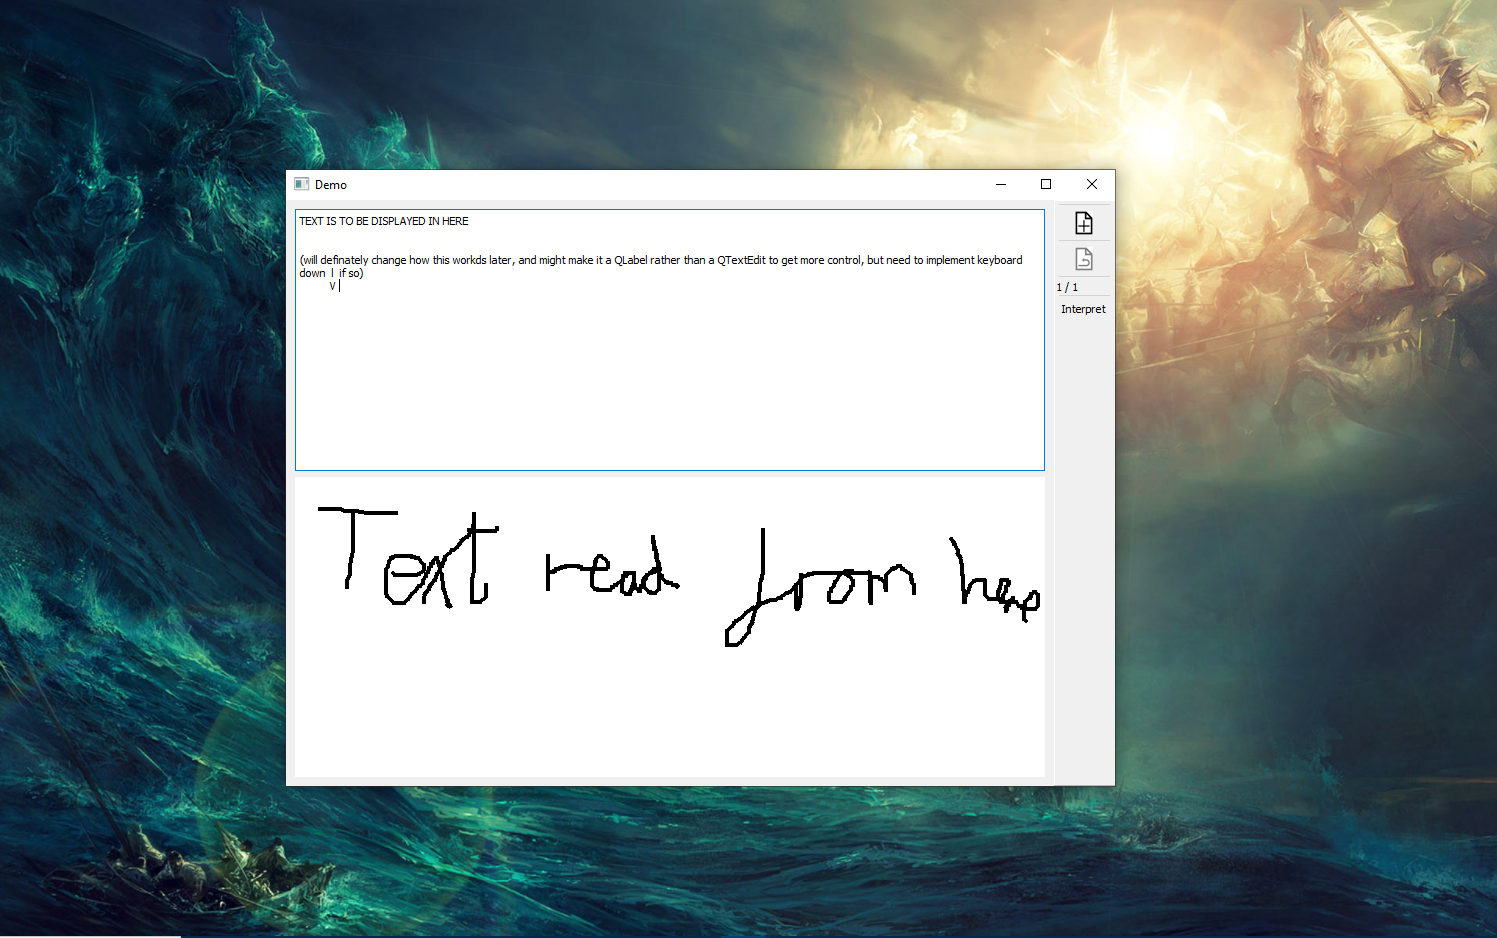 Demo
TEXT IS TO BE DISPLAYED IN HERE
(will definately change how this workds later, and might make it a QLabel rather than a QTextEdit to get more control, but need to implement keyboard
down | if so)
V
1 / 1
Interpret
Text read from here